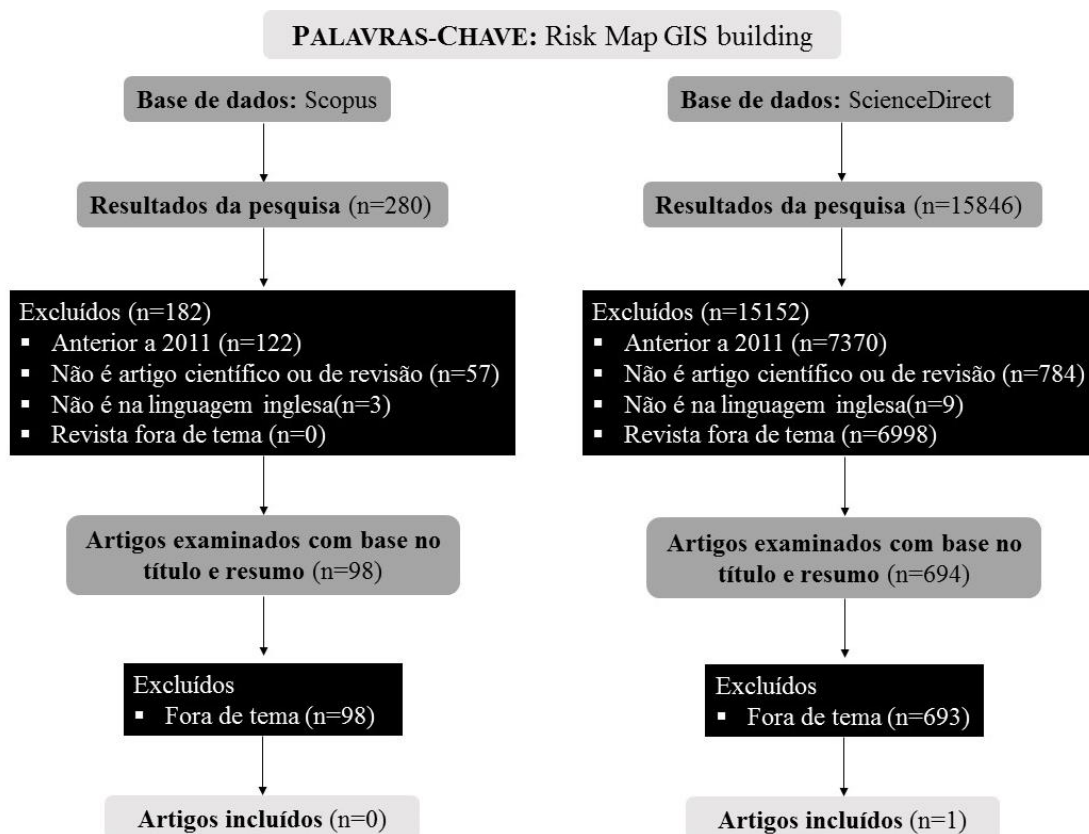 PALAVRAS-CHAVE: Risk Map GIS building
Base de dados: Scopus
Resultados da pesquisa (n=280)
Excluídos (n=182)
▪ Anterior a 2011 (n=122)
▪ Não é artigo científico ou de revisão (n=57)
▪ Não é na linguagem inglesa(n=3)
▪ Revista fora de tema (n=0)
Artigos examinados com base no
título e resumo (n=98)
Excluídos
▪ Fora de tema (n=98)
Artigos incluídos (n=0)
Base de dados: ScienceDirect
Resultados da pesquisa (n=15846)
Excluídos (n=15152)
▪ Anterior a 2011 (n=7370)
▪ Não é artigo científico ou de revisão (n=784)
▪ Não é na linguagem inglesa(n=9)
▪ Revista fora de tema (n=6998)
Artigos examinados com base no
título e resumo (n=694)
Excluídos
▪ Fora de tema (n=693)
Artigos incluídos (n=1)